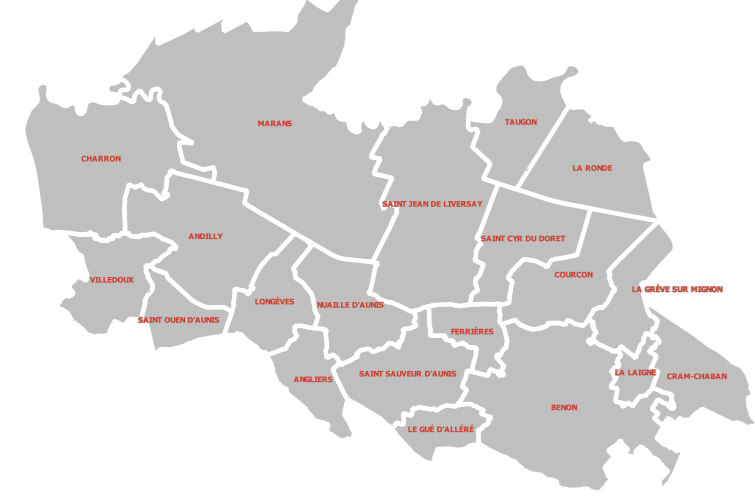 TAUGON
MARANS
CHARRON
LA RONDE
SAINT JEAN DE LIVERSAY
ANDILLY
SAINT CYR DU DORET
COURCON
VILLEDOUX
LA GRÈVE SUR MIGNON
LONGÈVES
NUAILLE D'AUNIS
SAINT OUEN D'AUNIS
FERRIÈRES
LA LAIGNE
SAINT SAUVEUR D'AUNIS
CRAM-CHABAN
ANGLIERS
BENON
LE GUÉ D'ALLÉRÉ